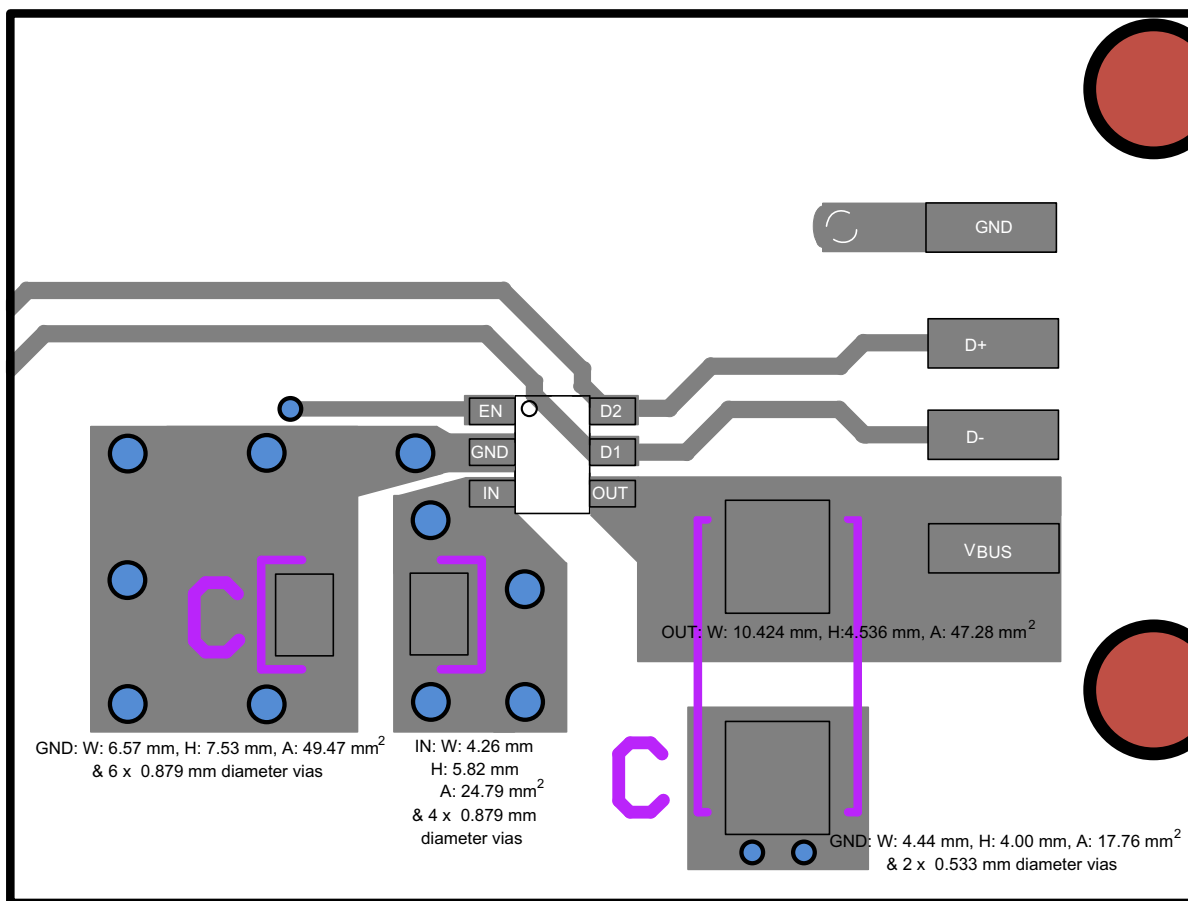 GND
D+
EN
D2
D-
GND
D1
IN
OUT
VBUS
C
OUT: W: 10.424 mm, H:4.536 mm, A: 47.28 mm²
GND: W: 6.57 mm, H: 7.53 mm, A: 49.47 mm²
& 6 x 0.879 mm diameter vias
IN: W: 4.26 mm
H: 5.82 mm
A: 24.79 mm²
& 4 x 0.879 mm
diameter vias
C
GND: W: 4.44 mm, H: 4.00 mm, A: 17.76 mm²
& 2 x 0.533 mm diameter vias